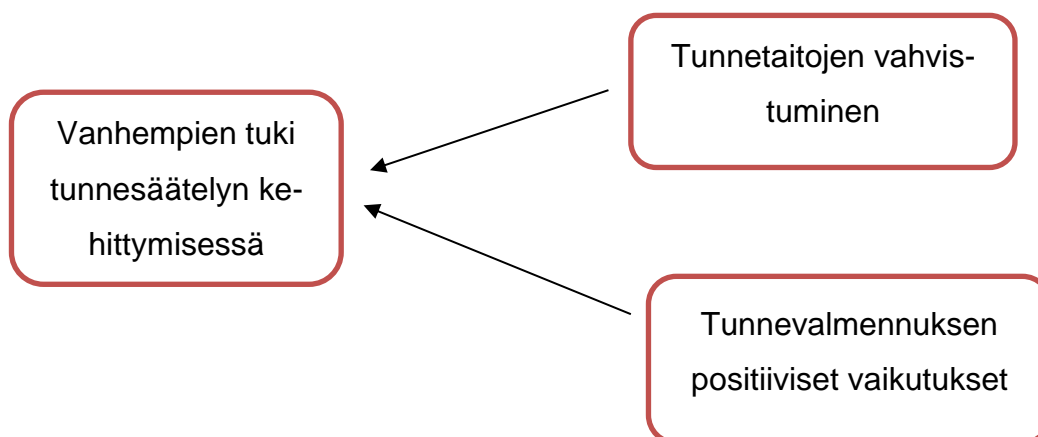 Vanhempien tuki
tunnesäätelyn ke-
hittymisessä
Tunnetaitojen vahvis-
tuminen
Tunnevalmennuksen
positiiviset vaikutukset